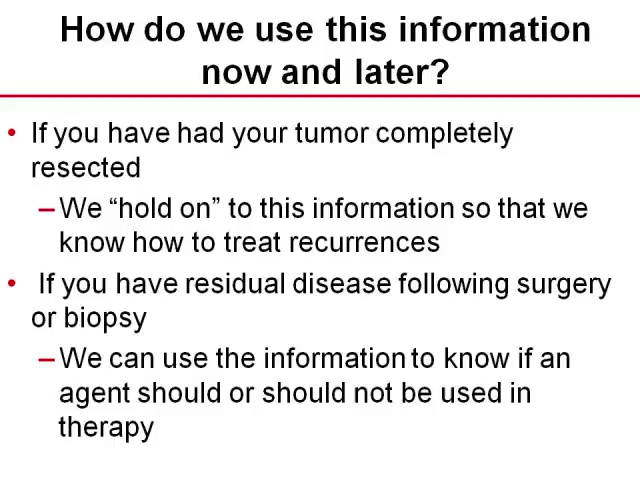 How do we use this information
now and later?
• If you have had your tumor completely
resected
– We “hold on” to this information so that we
know how to treat recurrences
• If you have residual disease following surgery
or biopsy
– We can use the information to know if an
agent should or should not be used in
therapy